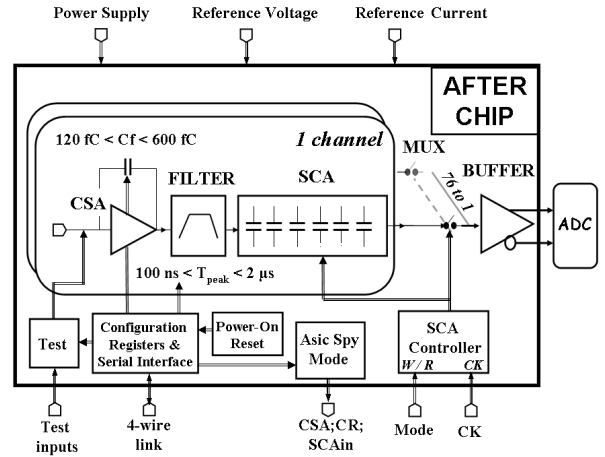 Power Supply
Reference Voltage
Reference Current
AFTER
CHIP
1 channel
120 fC < Cf < 600 fC
MUX
FILTER
SCA
76 to 1
BUFFER
CSA
ADC
100 ns < Tpeak < 2 µs
Test
Configuration
Registers &
Serial Interface
Power-On
Reset
Asic Spy
Mode
SCA
Controller
W / R
CK
Test
inputs
4-wire
link
CSA;CR;
SCAin
Mode
CK